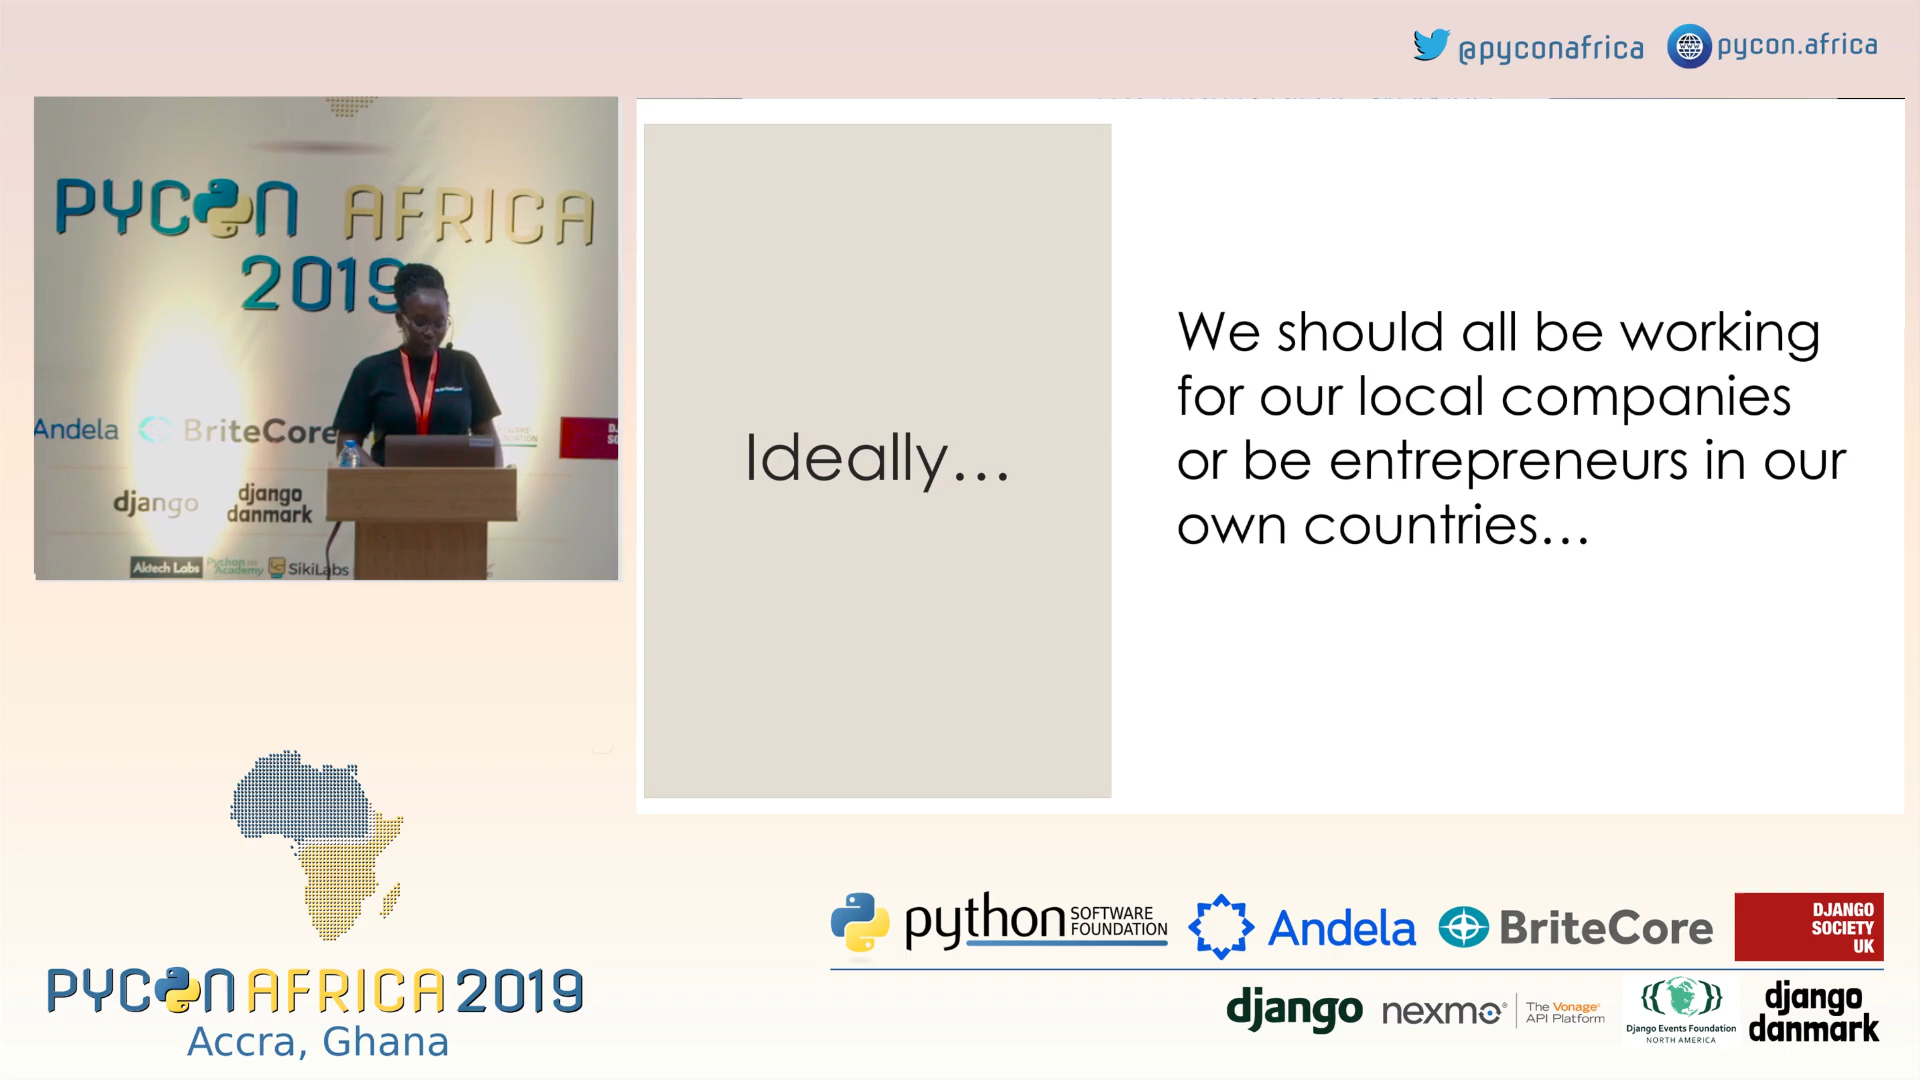 @pyconafrica
pycon.africa
PYCON AFRICA
2019
Andela
BriteCore
django
django
danmark
Aktech Labs
Python
Academy
SikiLabs
Ideally...
We should all be working
for our local companies
or be entrepreneurs in our
own countries...
PYCON AFRICA 2019
Accra, Ghana
python SOFTWARE
FOUNDATION
Andela
BriteCore
DJANGO
SOCIETY
UK
django
nexmo
The Vonage
API Platform
Django Events Foundation
NORTH AMERICA
django
danmark